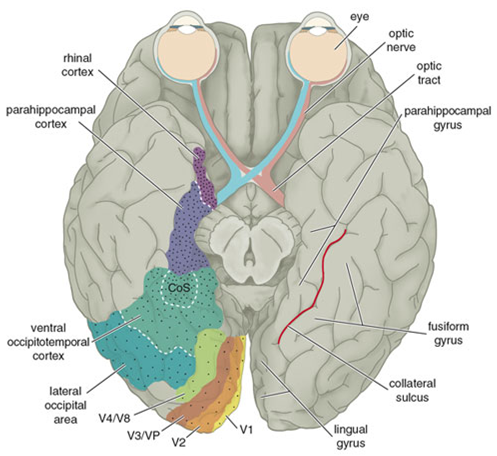 eye
optic
nerve
optic
tract
rhinal
cortex
parahippocampal
cortex
parahippocampal
gyrus
CoS
ventral
occipitotemporal
cortex
lateral
occipital
area
V4/V8
V3/VP
V2
V1
fusiform
gyrus
collateral
sulcus
lingual
gyrus